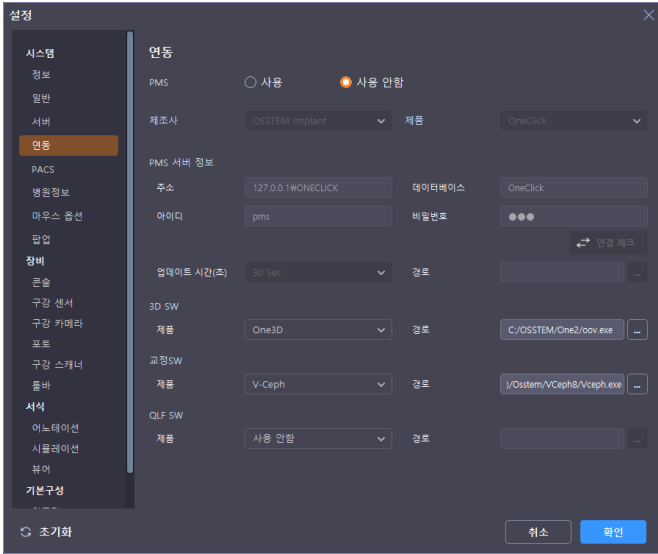 설정
시스템
정보
일반
서버
연동
PACS
병원정보
마우스 옵션
팝업
장비
콘솔
구강 센서
구강 카메라
포토
구강 스캐너
툴바
서식
어노테이션
시뮬레이션
뷰어
기본구성
초기화
연동
PMS 사용 사용 안함
제조사 OSSTEM Implant 제품 OneClick
PMS 서버 정보
주소 127.0.0.1₩ONECLICK 데이터베이스 OneClick
아이디 pms 비밀번호 ●●●
연결 체크
업데이트 시간(초) 30 Sec 경로 ...
3D SW
제품 One3D 경로 C:/OSSTEM/One2/oov.exe ...
교정SW
제품 V-Ceph 경로 )/Osstem/VCeph8/Vceph.exe ...
QLF SW
제품 사용 안함 경로 ...
취소 확인